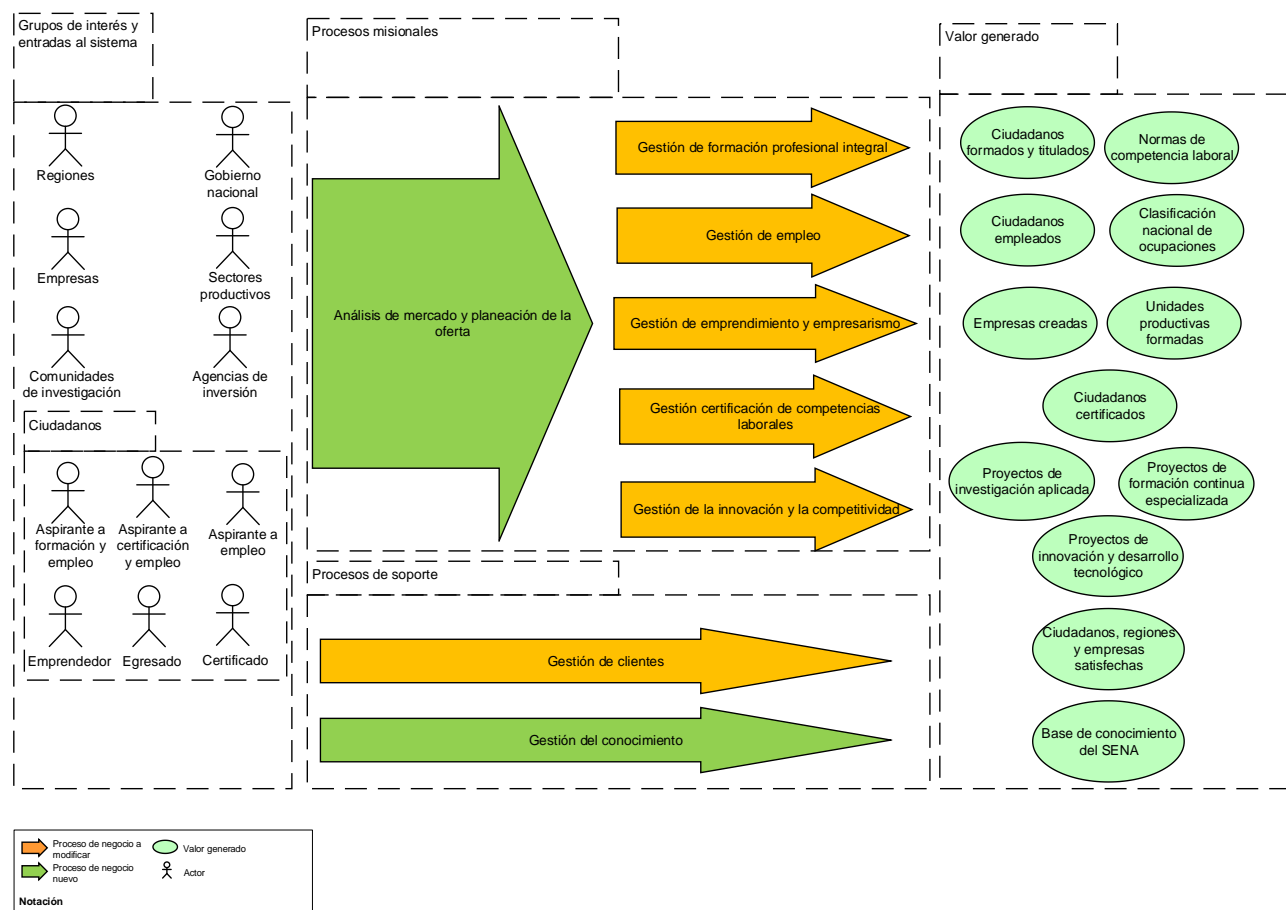 Grupos de interés y
entradas al sistema
Regiones
Gobierno
nacional
Empresas
Sectores
productivos
Comunidades
de investigación
Agencias de
inversión
Ciudadanos
Aspirante a
formación y
empleo
Aspirante a
certificación
y empleo
Aspirante a
empleo
Emprendedor
Egresado
Certificado
Procesos misionales
Análisis de mercado y planeación de la
oferta
Gestión de formación profesional integral
Gestión de empleo
Gestión de emprendimiento y empresarismo
Gestión certificación de competencias
laborales
Gestión de la innovación y la competitividad
Procesos de soporte
Gestión de clientes
Gestión del conocimiento
Valor generado
Ciudadanos
formados y titulados
Normas de
competencia laboral
Ciudadanos
empleados
Clasificación
nacional de
ocupaciones
Empresas creadas
Unidades
productivas
formadas
Ciudadanos
certificados
Proyectos de
investigación aplicada
Proyectos de
formación continua
especializada
Proyectos de
innovación y desarrollo
tecnológico
Ciudadanos, regiones
y empresas
satisfechas
Base de conocimiento
del SENA
Proceso de negocio a
modificar
Valor generado
Proceso de negocio
nuevo
Actor
Notación